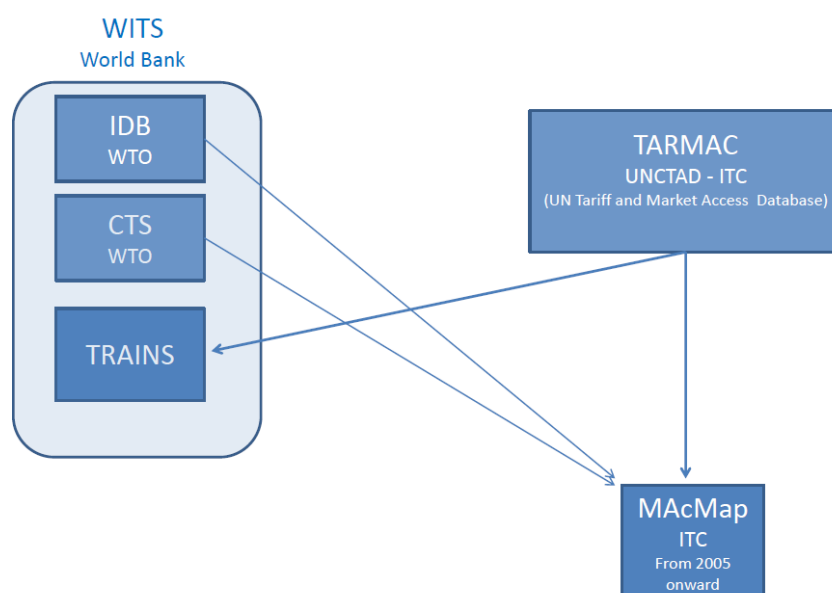 WITS
World Bank
IDB
WTO
CTS
WTO
TRAINS
TARMAC
UNCTAD - ITC
(UN Tariff and Market Access Database)
MAcMap
ITC
From 2005
onward